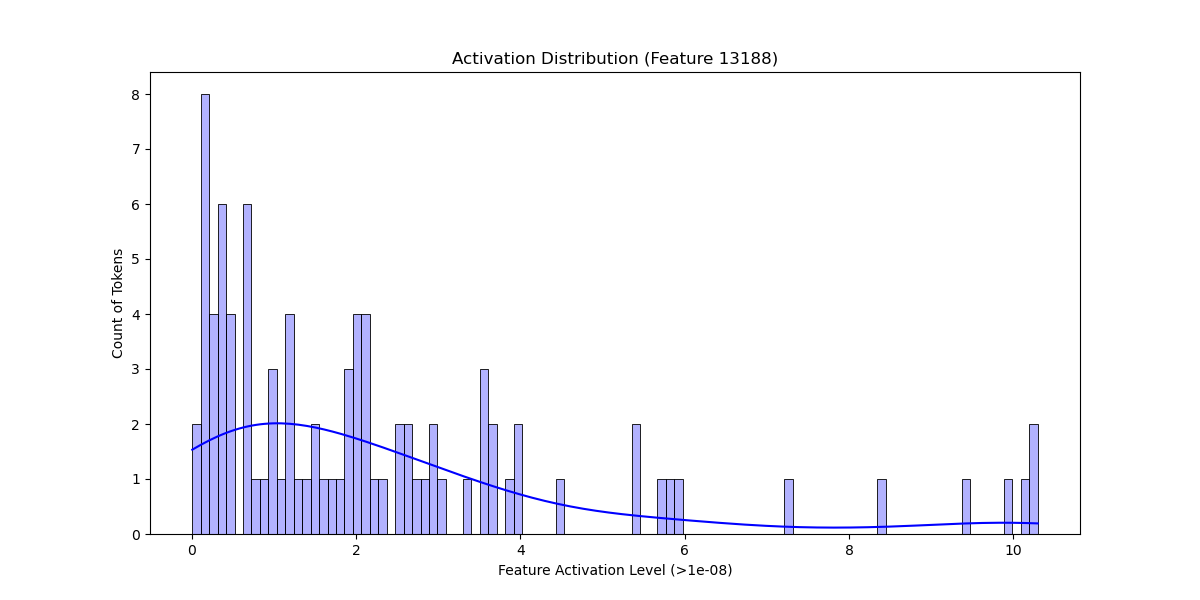 Activation Distribution (Feature 13188)
8
7
6
5
4
3
2
1
0
Count of Tokens
0 2 4 6 8 10
Feature Activation Level (>1e-08)